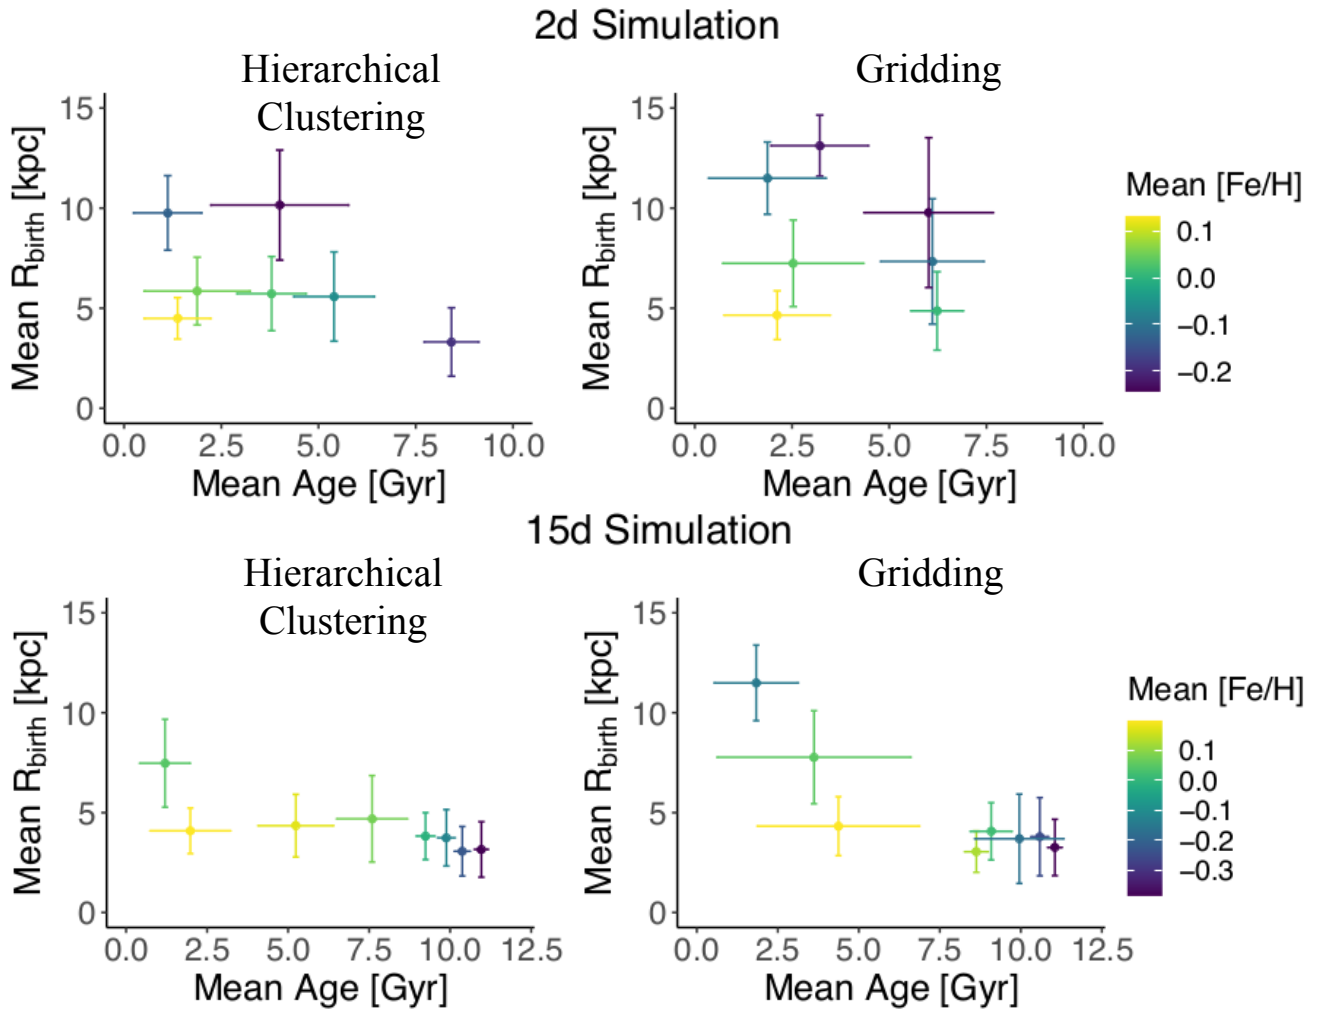 2d Simulation
Hierarchical
Clustering
Gridding
15
10
5
0
Mean Rbirth [kpc]
0.0 2.5 5.0 7.5 10.0
Mean Age [Gyr]
15
10
5
0
Mean Rbirth [kpc]
0.0 2.5 5.0 7.5 10.0
Mean Age [Gyr]
Mean [Fe/H]
0.1
0.0
−0.1
−0.2
15d Simulation
Hierarchical
Clustering
Gridding
15
10
5
0
Mean Rbirth [kpc]
0.0 2.5 5.0 7.5 10.0 12.5
Mean Age [Gyr]
15
10
5
0
Mean Rbirth [kpc]
0.0 2.5 5.0 7.5 10.0 12.5
Mean Age [Gyr]
Mean [Fe/H]
0.1
0.0
−0.1
−0.2
−0.3